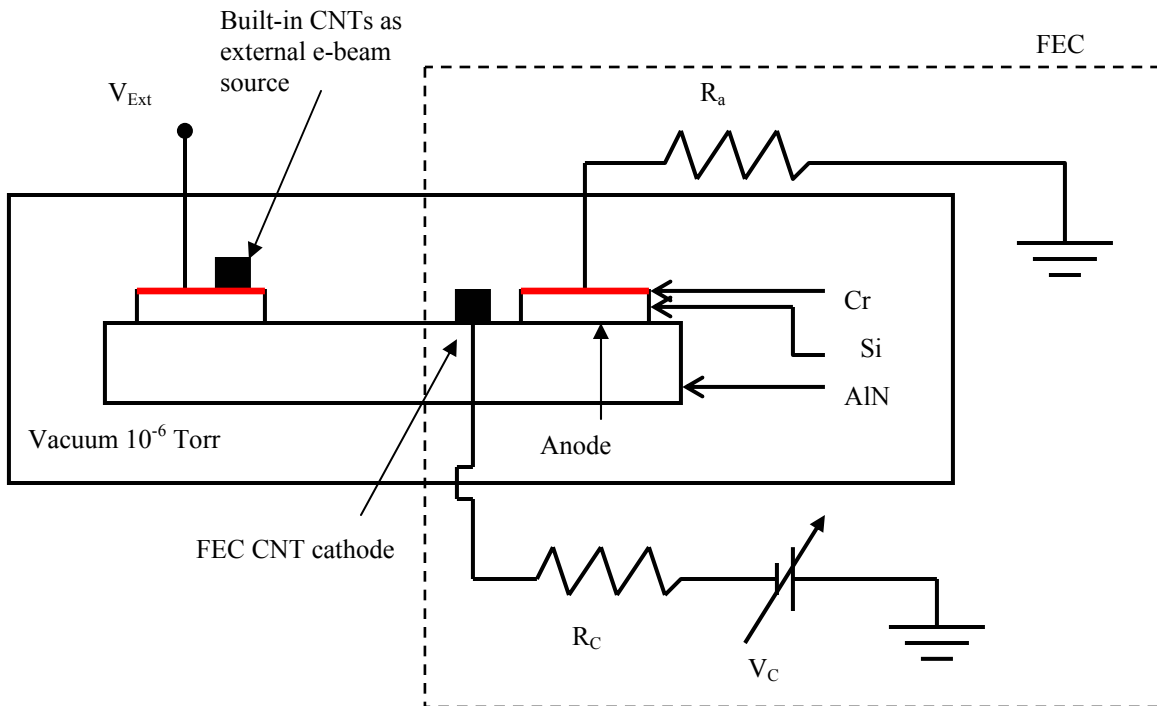 Built-in CNTs as
external e-beam
source
FEC
V_Ext
R_a
Cr
Si
AlN
Vacuum 10^-6 Torr
Anode
FEC CNT cathode
R_C
V_C